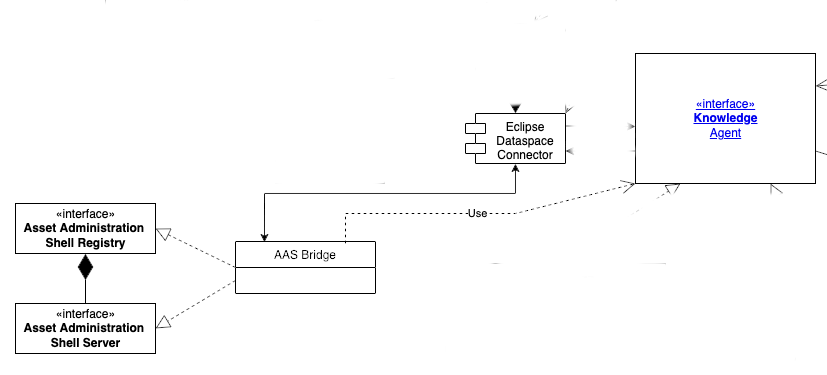 «interface»
Knowledge
Agent
Eclipse
Dataspace
Connector
Use
«interface»
Asset Administration
Shell Registry
AAS Bridge
«interface»
Asset Administration
Shell Server